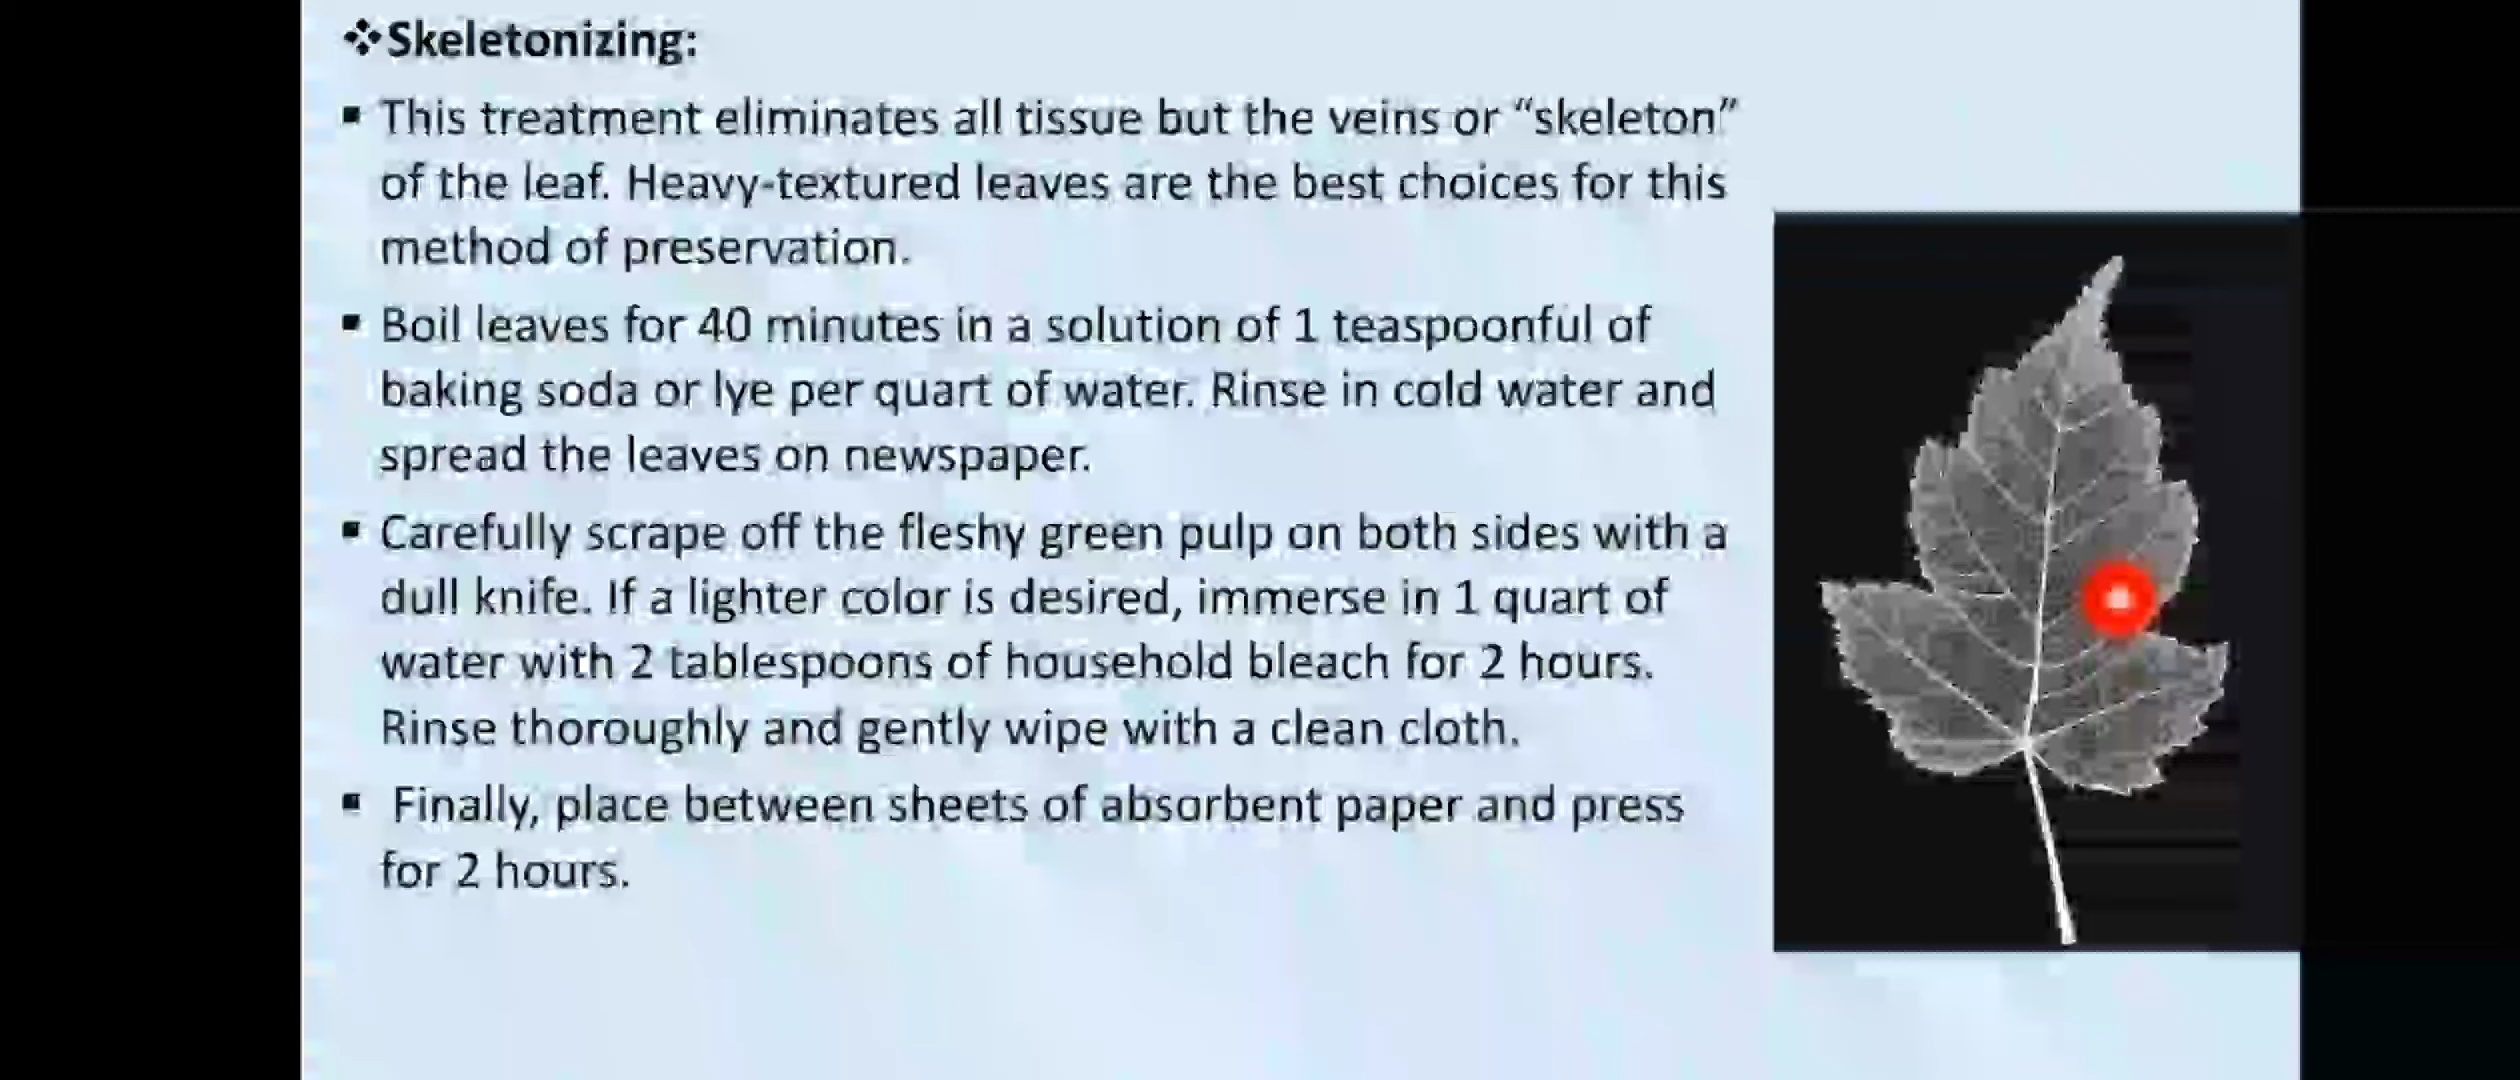 ❖Skeletonizing:
▪ This treatment eliminates all tissue but the veins or “skeleton”
of the leaf. Heavy-textured leaves are the best choices for this
method of preservation.
▪ Boil leaves for 40 minutes in a solution of 1 teaspoonful of
baking soda or lye per quart of water. Rinse in cold water and
spread the leaves on newspaper.
▪ Carefully scrape off the fleshy green pulp on both sides with a
dull knife. If a lighter color is desired, immerse in 1 quart of
water with 2 tablespoons of household bleach for 2 hours.
Rinse thoroughly and gently wipe with a clean cloth.
▪ Finally, place between sheets of absorbent paper and press
for 2 hours.